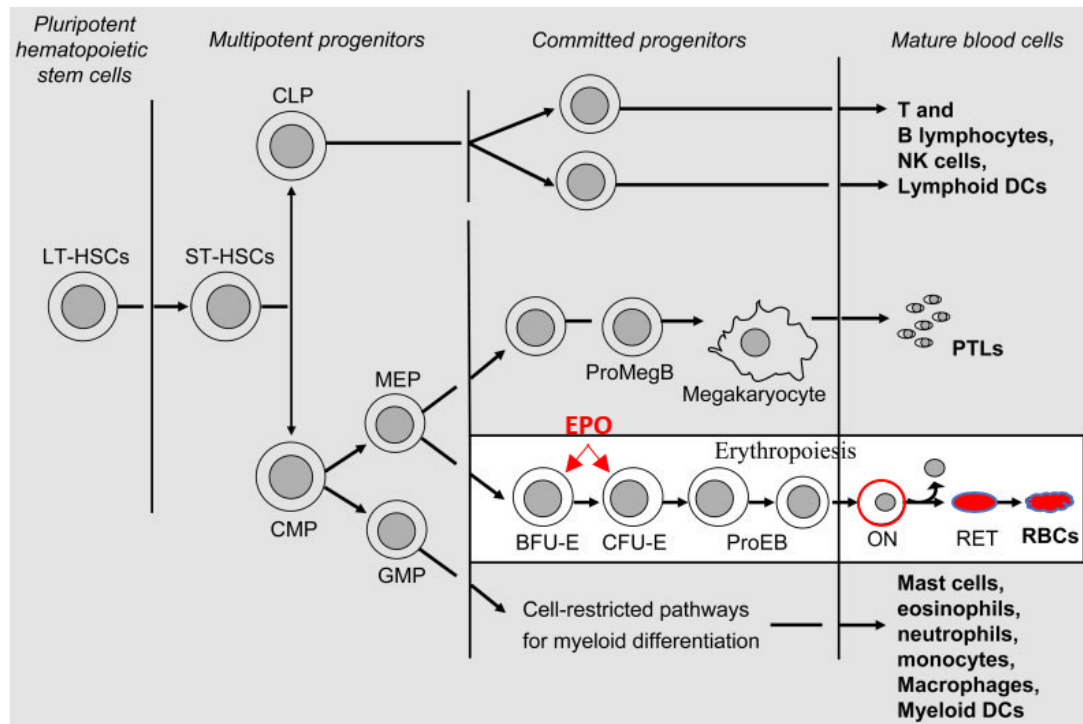 Pluripotent
hematopoietic
stem cells
Multipotent progenitors
Committed progenitors
Mature blood cells
CLP
T and
B lymphocytes,
NK cells,
Lymphoid DCs
LT-HSCs
ST-HSCs
ProMegB
Megakaryocyte
PTLs
MEP
EPO
Erythropoiesis
CMP
BFU-E
CFU-E
ProEB
ON
RET
RBCs
GMP
Cell-restricted pathways
for myeloid differentiation
Mast cells,
eosinophils,
neutrophils,
monocytes,
Macrophages,
Myeloid DCs